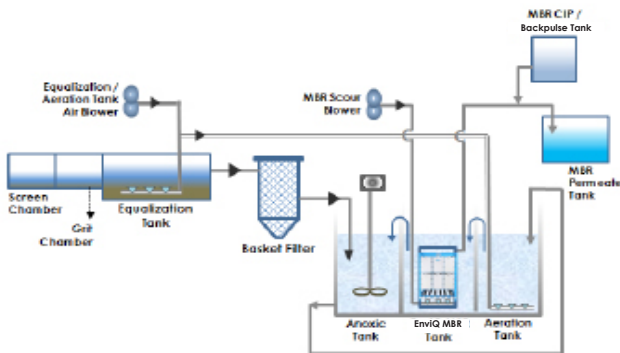 MBR CIP /
Backpulse Tank
Equalization /
Aeration Tank
Air Blower
MBR Scour
Blower
MBR
Permeate
Tank
Screen
Chamber
Grit
Chamber
Equalization
Tank
Basket Filter
Anoxic
Tank
EnviQ MBR
Tank
Aeration
Tank